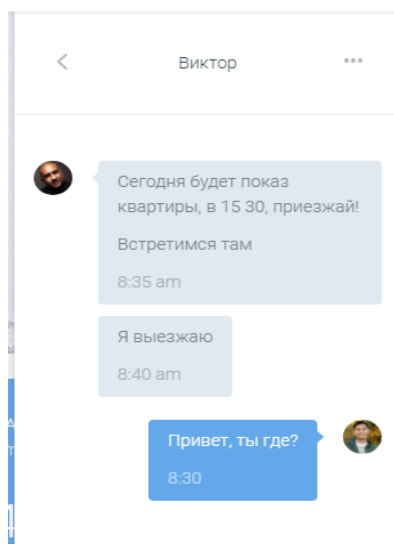 Виктор
Сегодня будет показ
квартиры, в 15 30, приезжай!
Встретимся там
8:35 am
Я выезжаю
8:40 am
Привет, ты где?
8:30